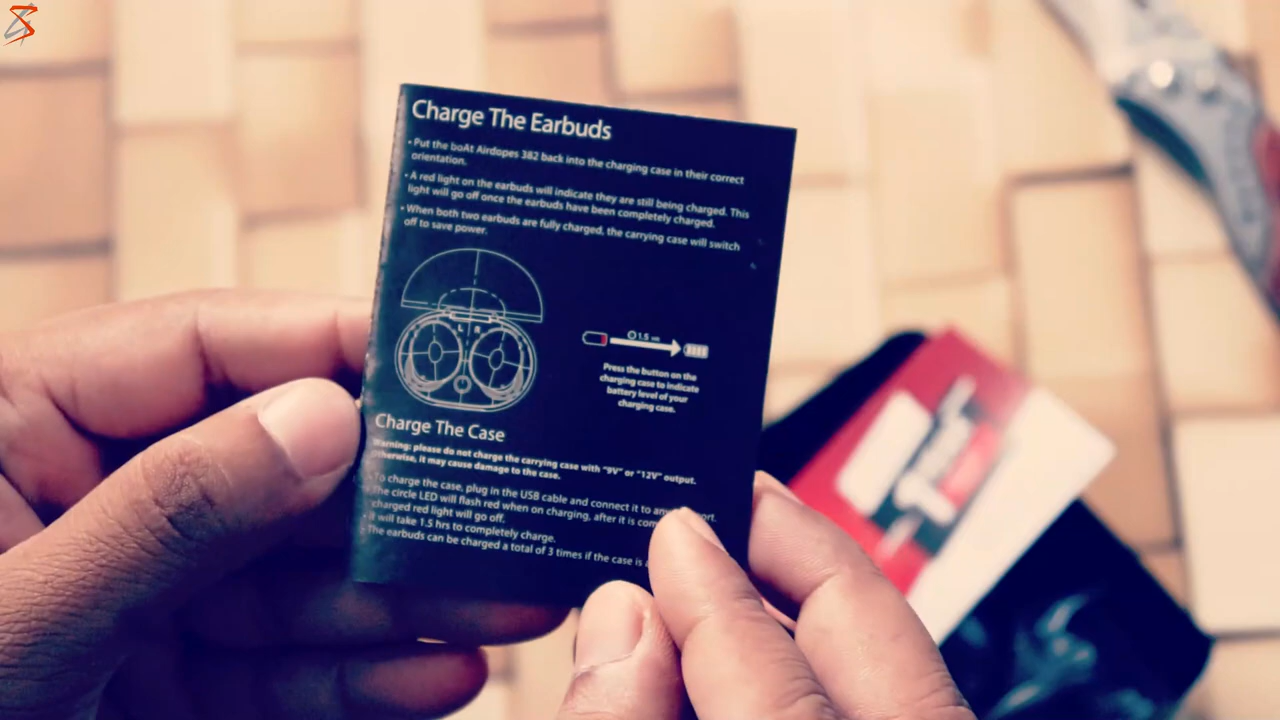 Charge The Earbuds
• Put the boAt Airdopes 382 back into the charging case in their correct
orientation.
• A red light on the earbuds will indicate they are still being charged. This
light will go off once the earbuds have been completely charged.
• When both two earbuds are fully charged, the carrying case will switch
off to save power.
L R
1.5
Press the button on the
charging case to indicate
battery level of your
charging case.
Charge The Case
Warning: please do not charge the carrying case with "9V" or "12V" output.
Otherwise, it may cause damage to the case.
To charge the case, plug in the USB cable and connect it to
The circle LED will flash red when on charging, after it is
charged red light will go off.
• It will take 1.5 hrs to completely charge.
• The earbuds can be charged a total of 3 times if the case is